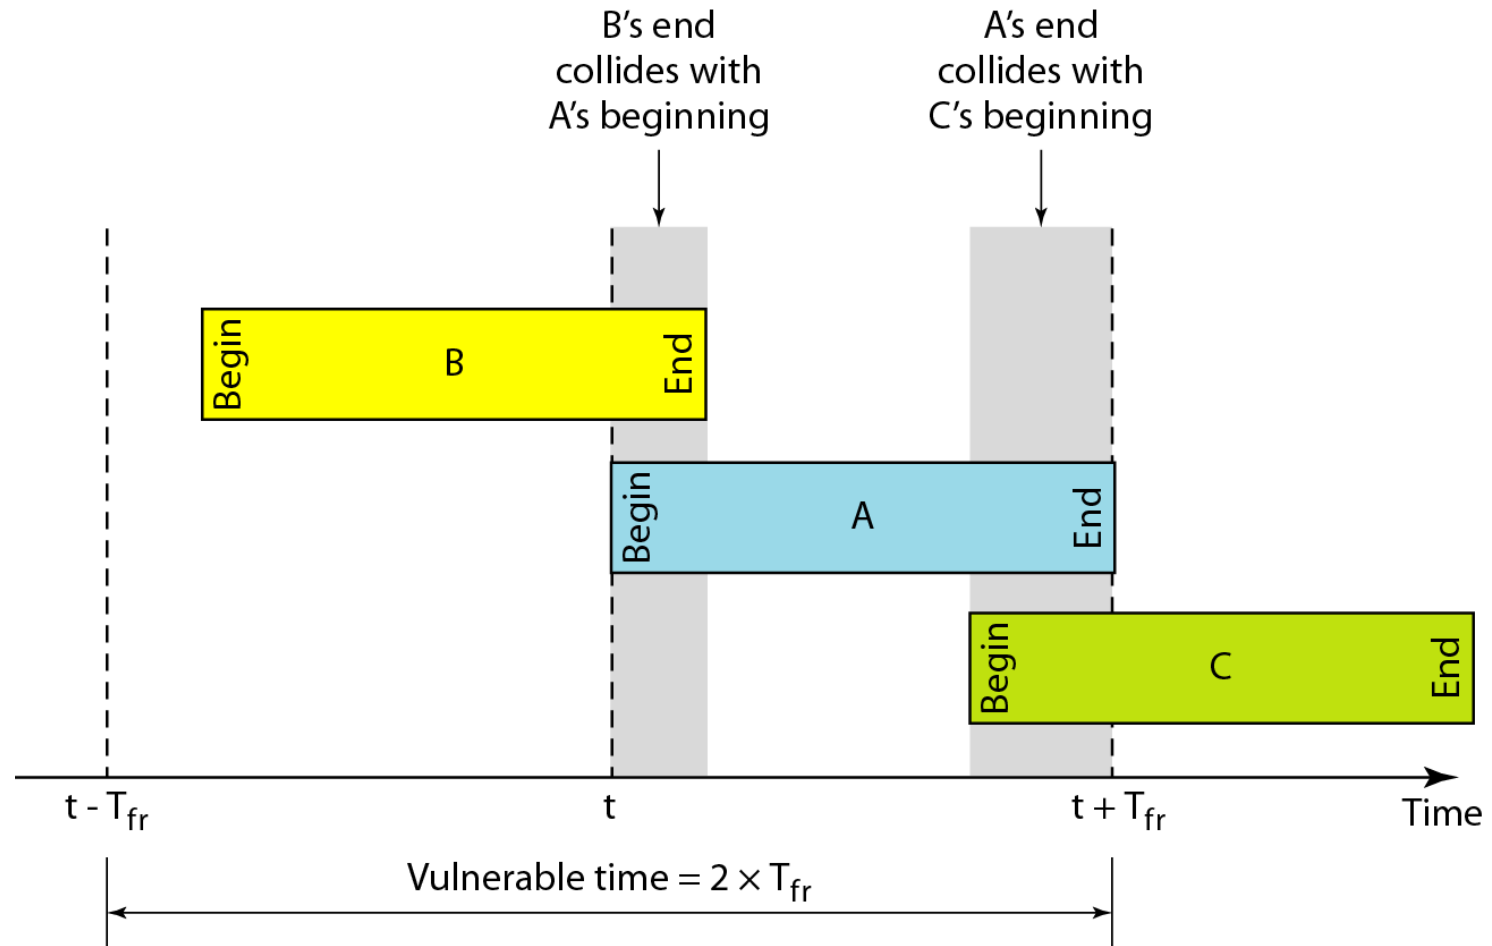 B's end
collides with
A's beginning
A's end
collides with
C's beginning
Begin
B
End
Begin
A
End
Begin
C
End
t - Tfr
t
t + Tfr
Time
Vulnerable time = 2 × Tfr